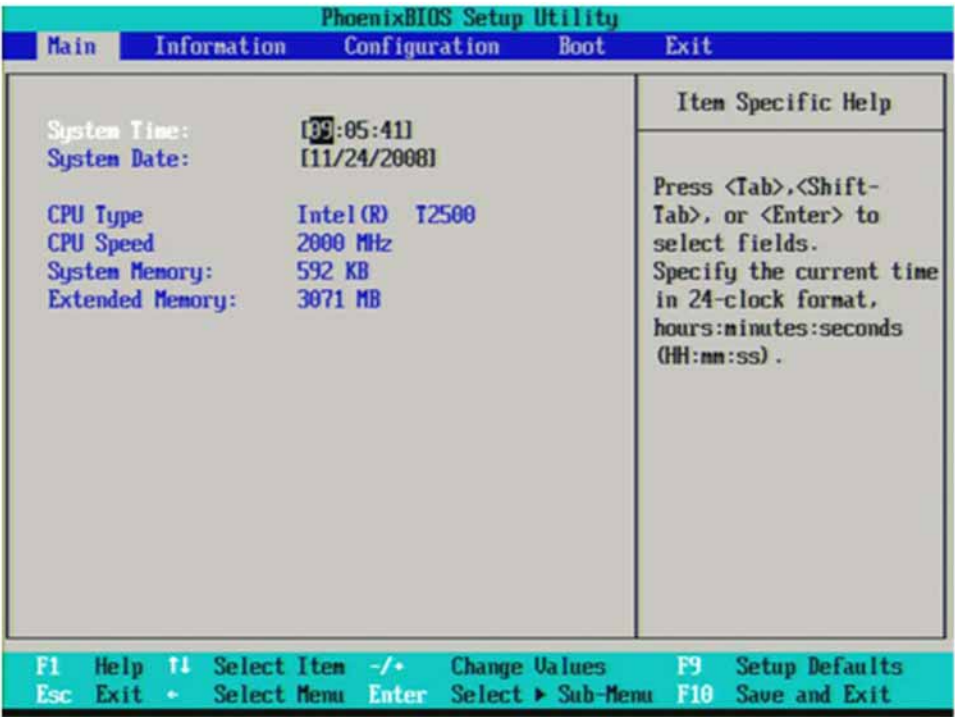 PhoenixBIOS Setup Utility
Main Information Configuration Boot Exit
System Time: [09:05:41]
System Date: [11/24/2008]
CPU Type Intel(R) T2500
CPU Speed 2000 MHz
System Memory: 592 KB
Extended Memory: 3071 MB
Item Specific Help
Press <Tab>,<Shift-
Tab>, or <Enter> to
select fields.
Specify the current time
in 24-clock format,
hours:minutes:seconds
(HH:mm:ss).
F1 Help ↑↓ Select Item -/+ Change Values F9 Setup Defaults
Esc Exit ← Select Menu Enter Select ▶ Sub-Menu F10 Save and Exit